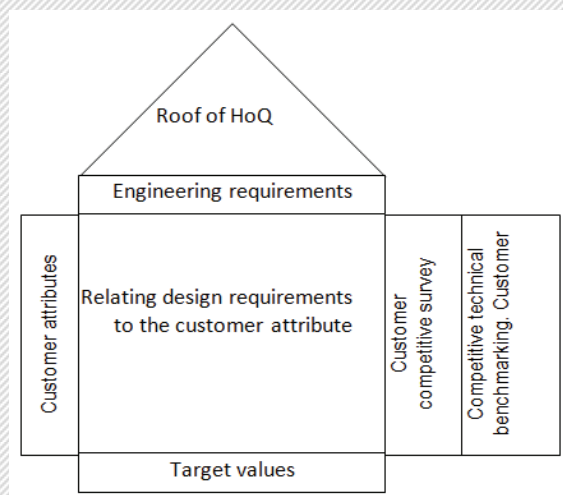 Roof of HoQ
Engineering requirements
Customer attributes
Relating design requirements
to the customer attribute
Customer
competitive survey
Competitive technical
benchmarking. Customer
Target values